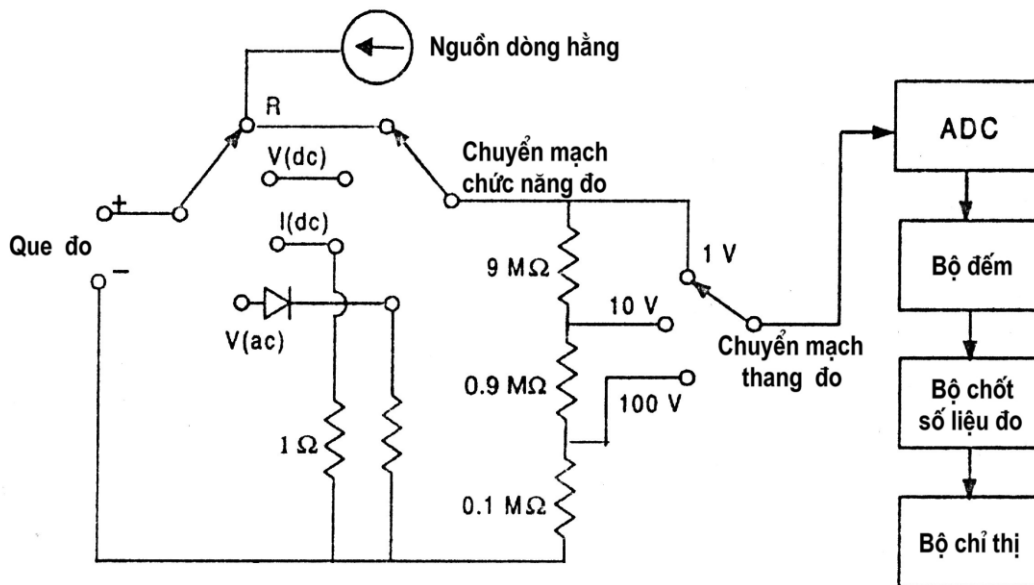 Nguồn dòng hằng
R
V(dc)
Chuyển mạch
chức năng đo
ADC
+
I(dc)
Que đo
−
9 MΩ
1 V
Bộ đếm
10 V
V(ac)
Chuyển mạch
thang đo
0.9 MΩ
100 V
Bộ chốt
số liệu đo
1 Ω
0.1 MΩ
Bộ chỉ thị